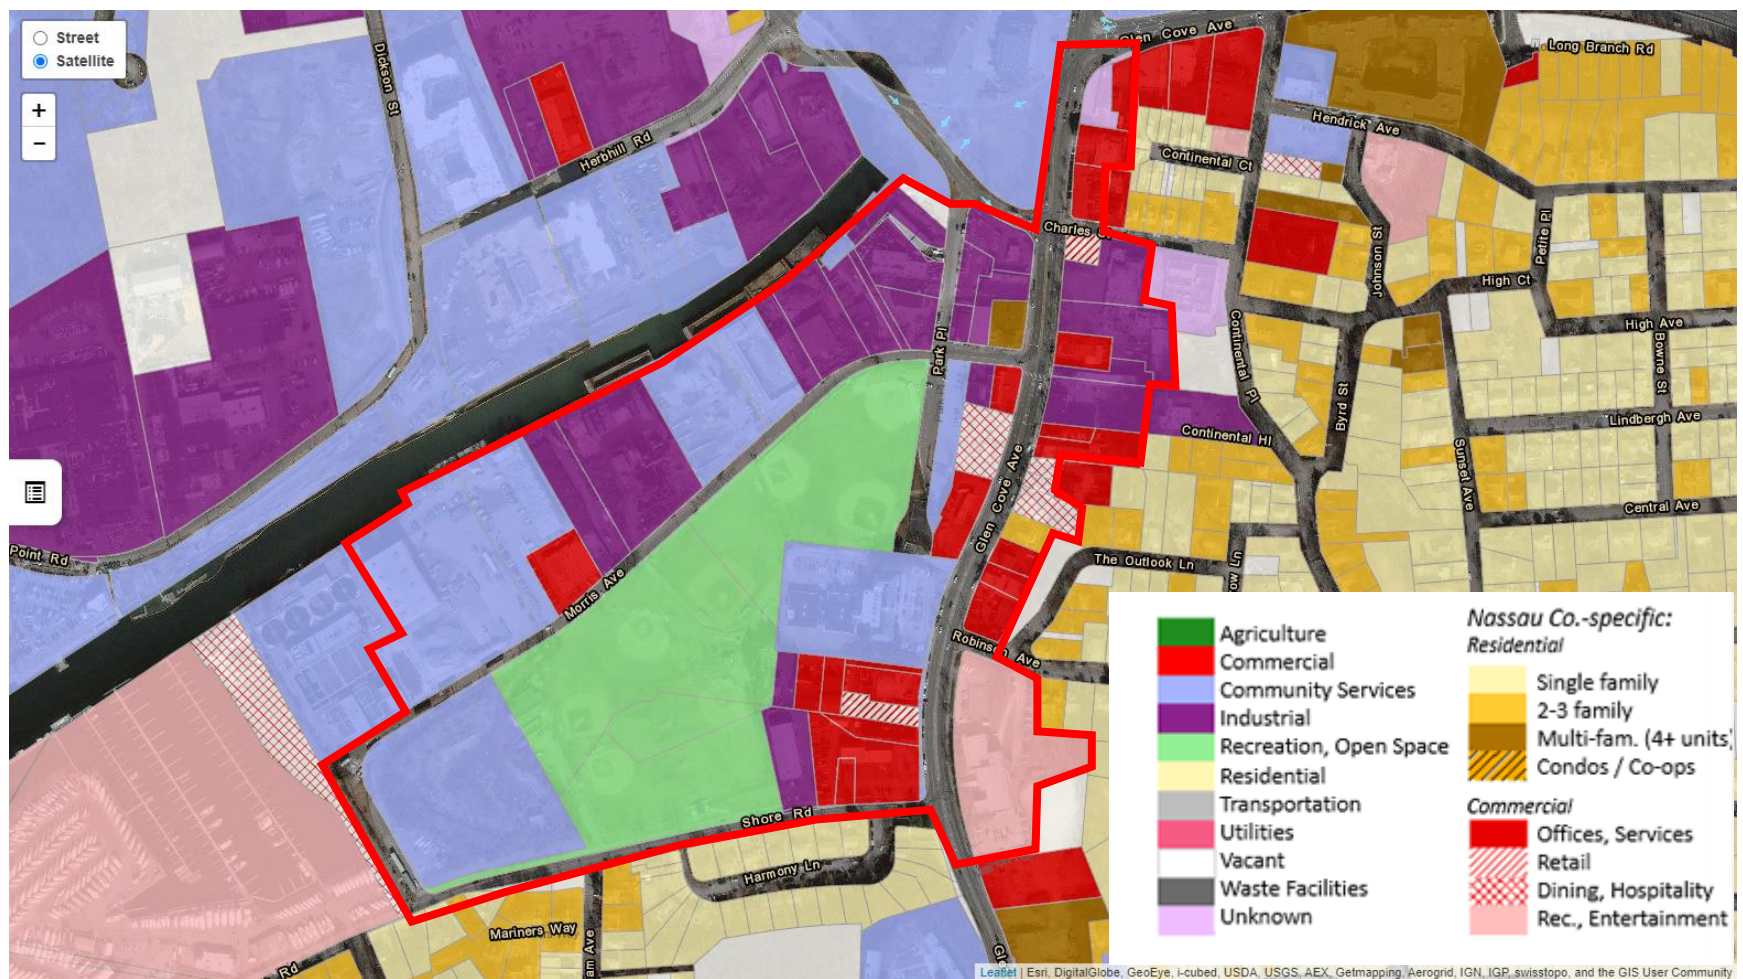 Street
Satellite
+
−
Dickson St
Herbhill Rd
Glen Cove Ave
Long Branch Rd
Hendrick Ave
Continental Ct
Charles
Petite Pl
Johnson St
High Ct
High Ave
Bowne St
Park Pl
Continental Pl
Byrd St
Lindbergh Ave
Continental Hl
Sunset Ave
Glen Cove Ave
Central Ave
Point Rd
Morris Ave
The Outlook Ln
ow Ln
Robinson Ave
Shore Rd
Harmony Ln
Mariners Way
am Ave
Rd
Gle
Agriculture
Commercial
Community Services
Industrial
Recreation, Open Space
Residential
Transportation
Utilities
Vacant
Waste Facilities
Unknown
Nassau Co.-specific:
Residential
Single family
2-3 family
Multi-fam. (4+ units)
Condos / Co-ops
Commercial
Offices, Services
Retail
Dining, Hospitality
Rec., Entertainment
Leaflet | Esri, DigitalGlobe, GeoEye, i-cubed, USDA, USGS, AEX, Getmapping, Aerogrid, IGN, IGP, swisstopo, and the GIS User Community